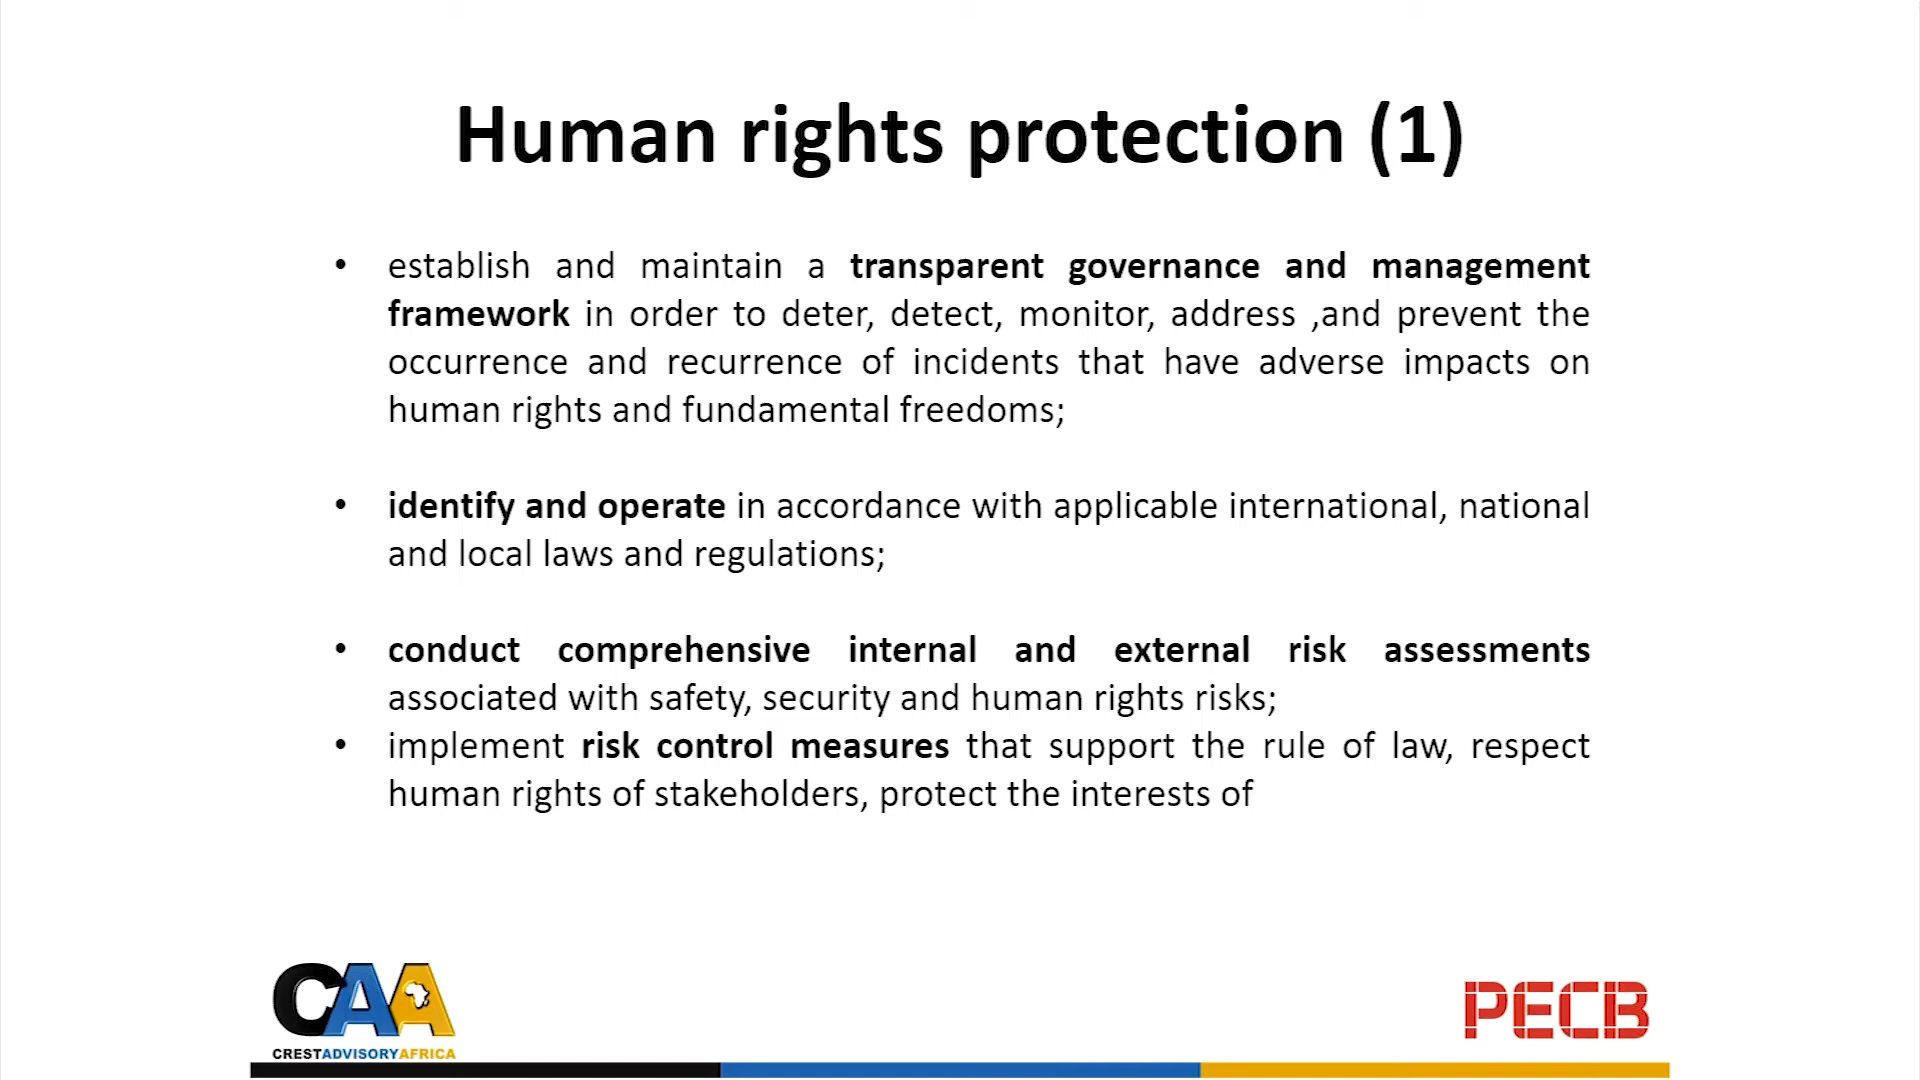 Human rights protection (1)
• establish and maintain a transparent governance and management
framework in order to deter, detect, monitor, address ,and prevent the
occurrence and recurrence of incidents that have adverse impacts on
human rights and fundamental freedoms;
• identify and operate in accordance with applicable international, national
and local laws and regulations;
• conduct comprehensive internal and external risk assessments
associated with safety, security and human rights risks;
• implement risk control measures that support the rule of law, respect
human rights of stakeholders, protect the interests of
CAA
CRESTADVISORYAFRICA
PECB